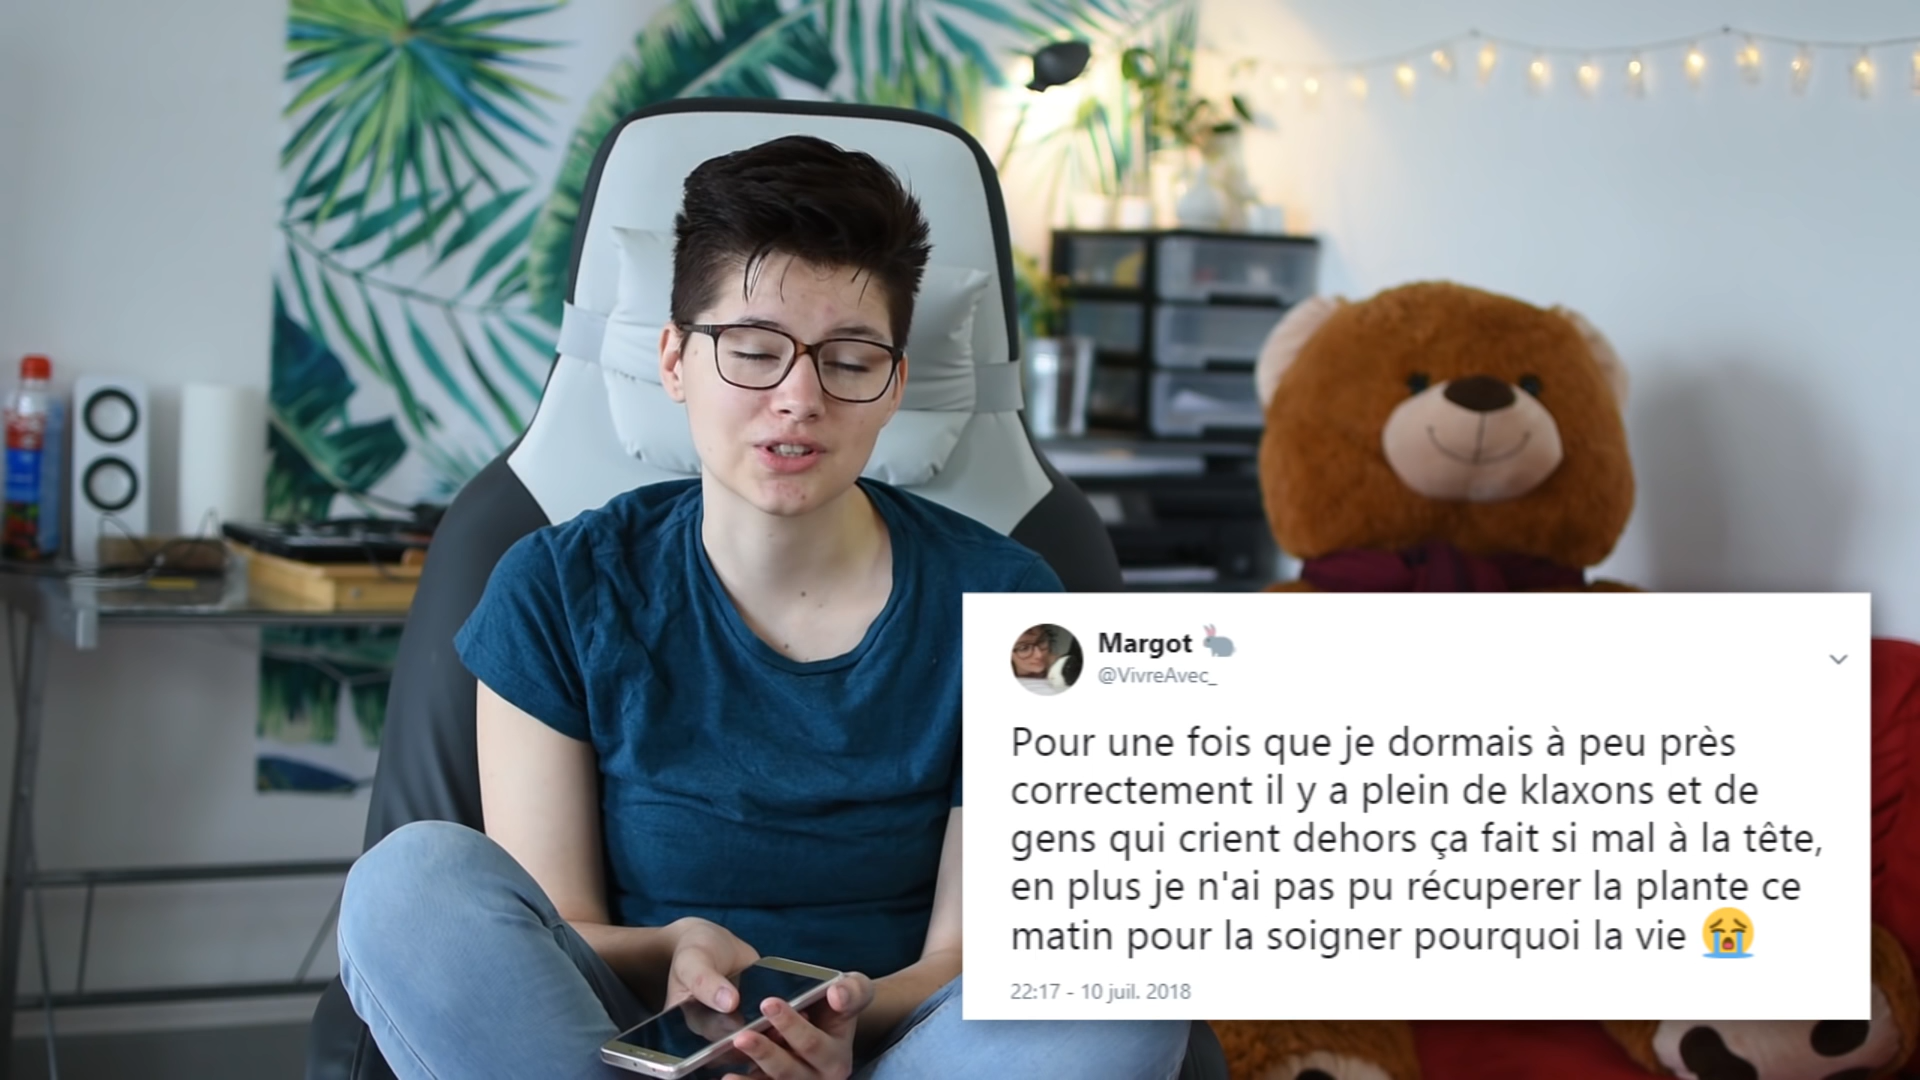 Margot 🐇
@VivreAvec_
Pour une fois que je dormais à peu près
correctement il y a plein de klaxons et de
gens qui crient dehors ça fait si mal à la tête,
en plus je n'ai pas pu récuperer la plante ce
matin pour la soigner pourquoi la vie 😭
22:17 - 10 juil. 2018